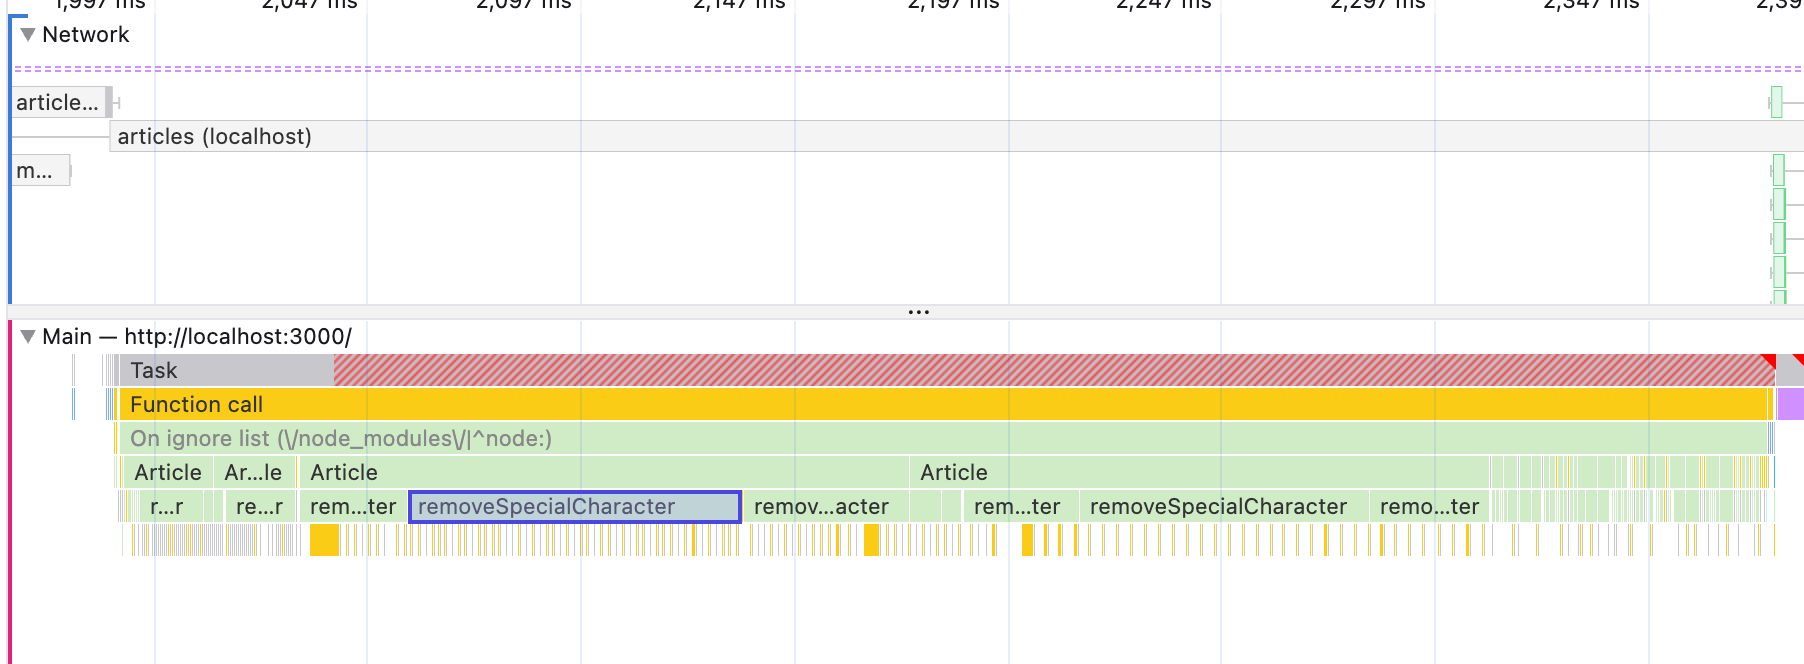 1,997 ms 2,047 ms 2,097 ms 2,147 ms 2,197 ms 2,247 ms 2,297 ms 2,347 ms 2,39
Network
article...
articles (localhost)
m...
...
Main — http://localhost:3000/
Task
Function call
On ignore list (\/node_modules\/|^node:)
Article Ar...le Article Article
r...r re...r rem...ter removeSpecialCharacter remov...acter rem...ter removeSpecialCharacter remo...ter